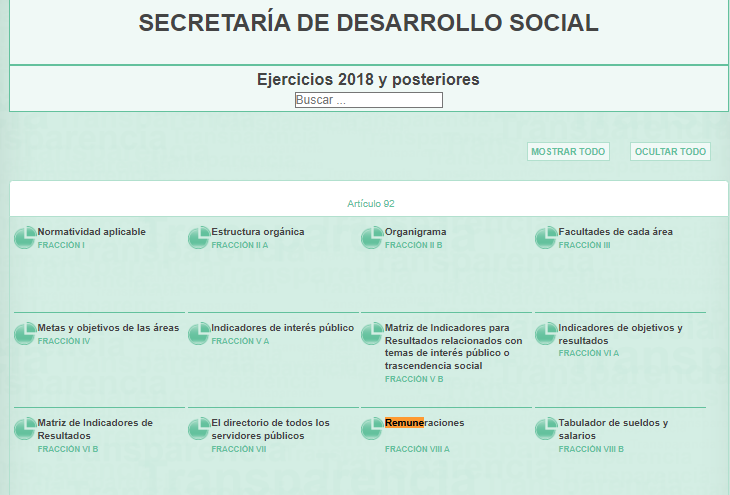 SECRETARÍA DE DESARROLLO SOCIAL
Ejercicios 2018 y posteriores
Buscar ...
MOSTRAR TODO
OCULTAR TODO
Artículo 92
Normatividad aplicable
FRACCIÓN I
Estructura orgánica
FRACCIÓN II A
Organigrama
FRACCIÓN II B
Facultades de cada área
FRACCIÓN III
Metas y objetivos de las áreas
FRACCIÓN IV
Indicadores de interés público
FRACCIÓN V A
Matriz de Indicadores para
Resultados relacionados con
temas de interés público o
trascendencia social
FRACCIÓN V B
Indicadores de objetivos y
resultados
FRACCIÓN VI A
Matriz de Indicadores de
Resultados
FRACCIÓN VI B
El directorio de todos los
servidores públicos
FRACCIÓN VII
Remuneraciones
FRACCIÓN VIII A
Tabulador de sueldos y
salarios
FRACCIÓN VIII B